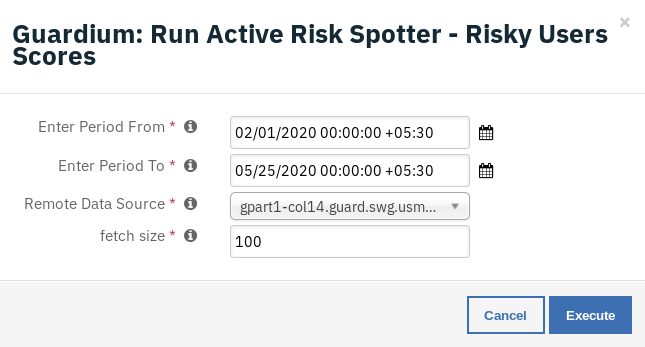 Guardium: Run Active Risk Spotter - Risky Users
Scores
×
Enter Period From * 02/01/2020 00:00:00 +05:30
Enter Period To * 05/25/2020 00:00:00 +05:30
Remote Data Source * gpart1-col14.guard.swg.usm...
fetch size * 100
Cancel Execute